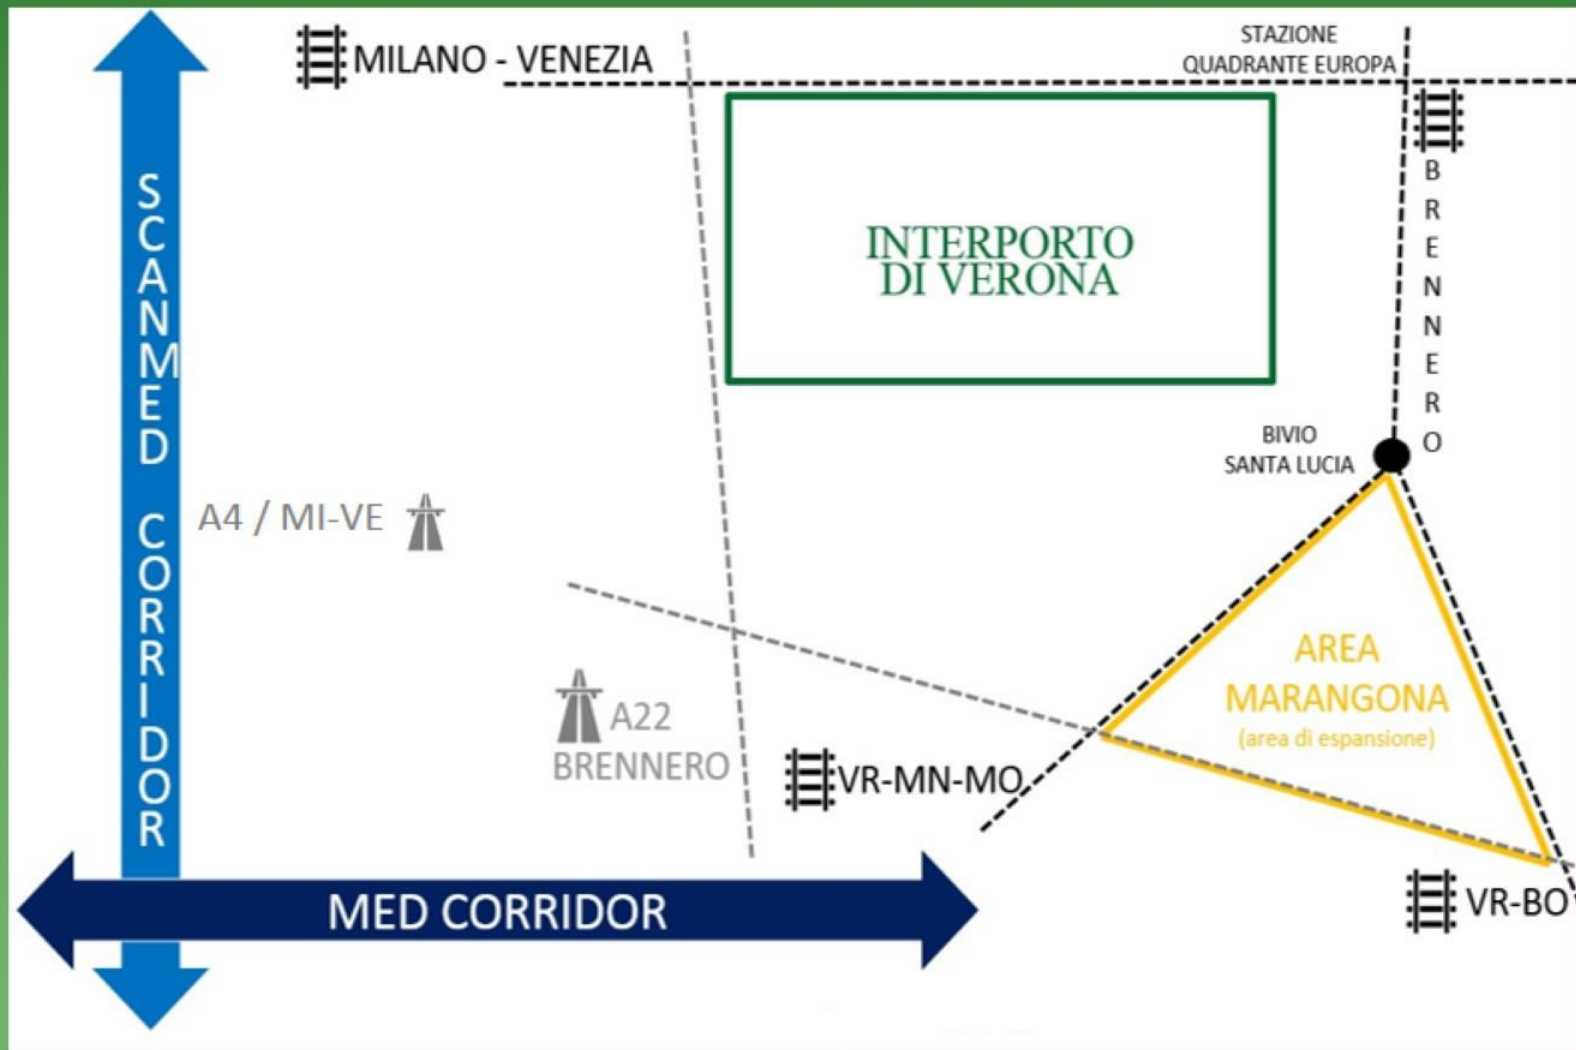 MILANO - VENEZIA
STAZIONE
QUADRANTE EUROPA
BRENNERO
SCANMED CORRIDOR
INTERPORTO
DI VERONA
BIVIO
SANTA LUCIA
A4 / MI-VE
AREA
MARANGONA
(area di espansione)
A22
BRENNERO
VR-MN-MO
VR-BO
MED CORRIDOR